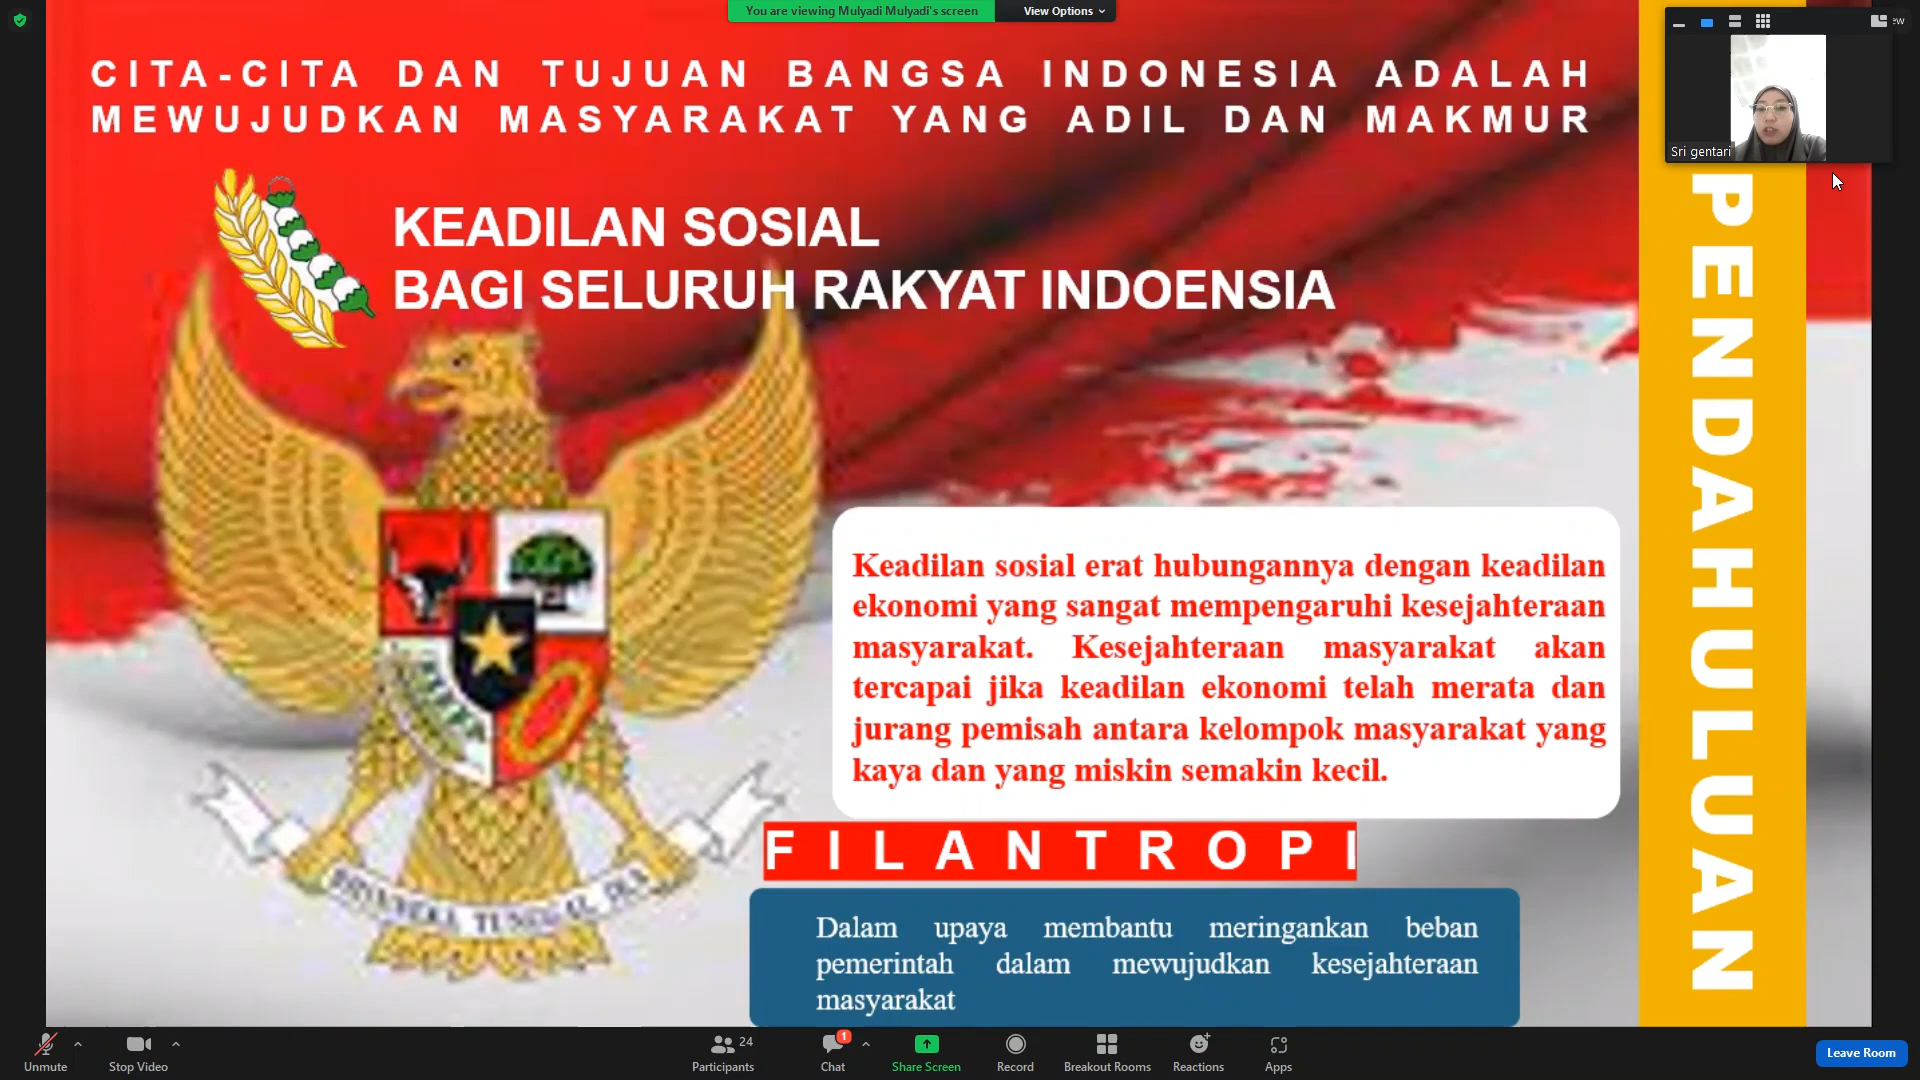 You are viewing Mulyadi Mulyadi's screen
View Options
ew
Sri gentari
CITA-CITA DAN TUJUAN BANGSA INDONESIA ADALAH
MEWUJUDKAN MASYARAKAT YANG ADIL DAN MAKMUR
KEADILAN SOSIAL
BAGI SELURUH RAKYAT INDOENSIA
Keadilan sosial erat hubungannya dengan keadilan
ekonomi yang sangat mempengaruhi kesejahteraan
masyarakat. Kesejahteraan masyarakat akan
tercapai jika keadilan ekonomi telah merata dan
jurang pemisah antara kelompok masyarakat yang
kaya dan yang miskin semakin kecil.
FILANTROPI
Dalam upaya membantu meringankan beban
pemerintah dalam mewujudkan kesejahteraan
masyarakat
PENDAHULUAN
Unmute
Stop Video
24
Participants
1
Chat
Share Screen
Record
Breakout Rooms
Reactions
Apps
Leave Room